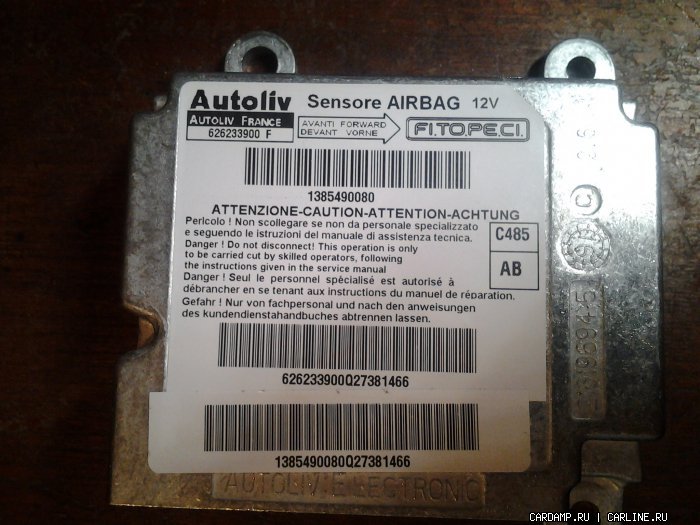 Autoliv Sensore AIRBAG 12V
AUTOLIV FRANCE
626233900 F
AVANTI FORWARD
DEVANT VORNE
FI.TO.PE.CI.
1385490080
ATTENZIONE-CAUTION-ATTENTION-ACHTUNG
Pericolo ! Non scollegare se non da personale specializzato
e seguendo le istruzioni del manuale di assistenza tecnica.
Danger ! Do not disconnect! This operation is only
to be carried cut by skilled operators, following
the instructions given in the service manual
Danger ! Seul le personnel spécialisé est autorisé à
débrancher en se tenant aux instructions du manuel de réparation.
Gefahr ! Nur von fachpersonal und nach den anweisungen
des kundendienstahandbuches abtrennen lassen.
C485
AB
626233900Q27381466
1385490080Q27381466
AUTOLIV ELECTRONIC
CARDAMP.RU | CARLINE.RU